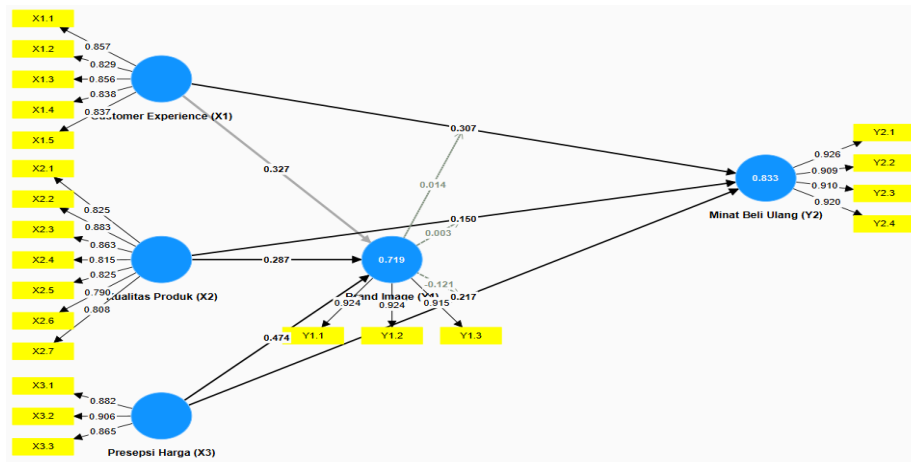 X1.1
X1.2
X1.3
X1.4
X1.5
0.857
0.829
0.856
0.838
0.837
Customer Experience (X1)
X2.1
X2.2
X2.3
X2.4
X2.5
X2.6
X2.7
0.825
0.883
0.863
0.815
0.825
0.790
0.808
Kualitas Produk (X2)
X3.1
X3.2
X3.3
0.882
0.906
0.865
Presepsi Harga (X3)
0.327
0.287
0.474
0.307
0.014
0.150
0.003
-0.121
0.217
0.719
Brand Image (Y1)
0.924
0.924
0.915
Y1.1
Y1.2
Y1.3
0.833
Minat Beli Ulang (Y2)
0.926
0.909
0.910
0.920
Y2.1
Y2.2
Y2.3
Y2.4